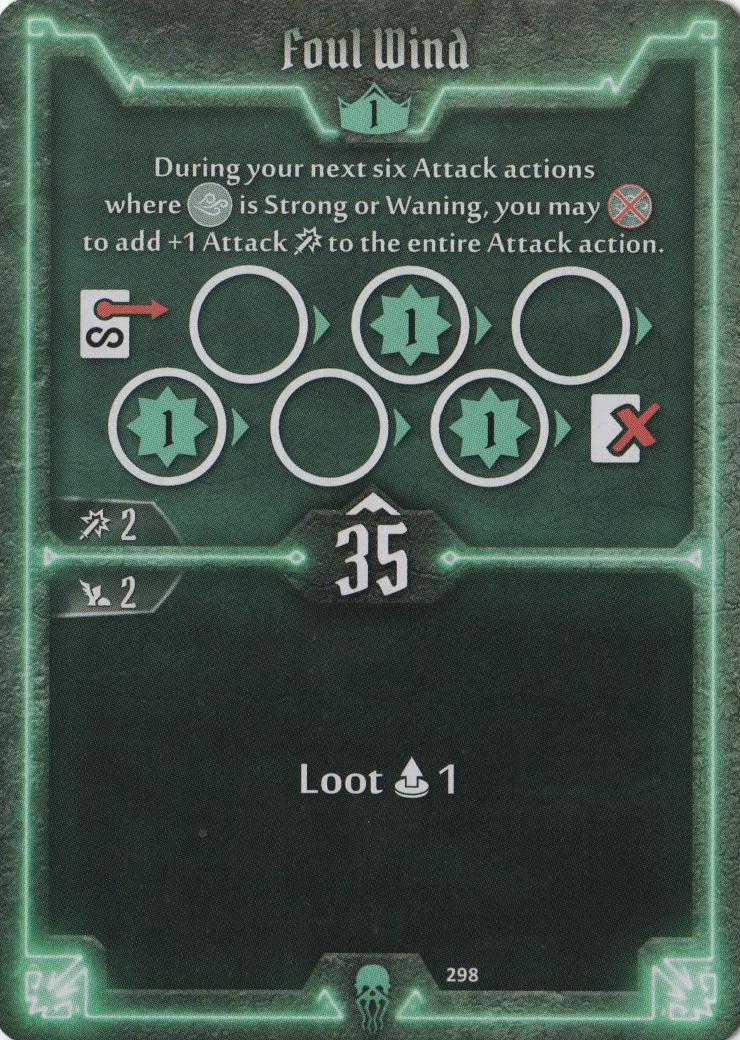 Foul Wind
1
During your next six Attack actions
where is Strong or Waning, you may
to add +1 Attack to the entire Attack action.
1
1 1
2
35
2
Loot 1
298